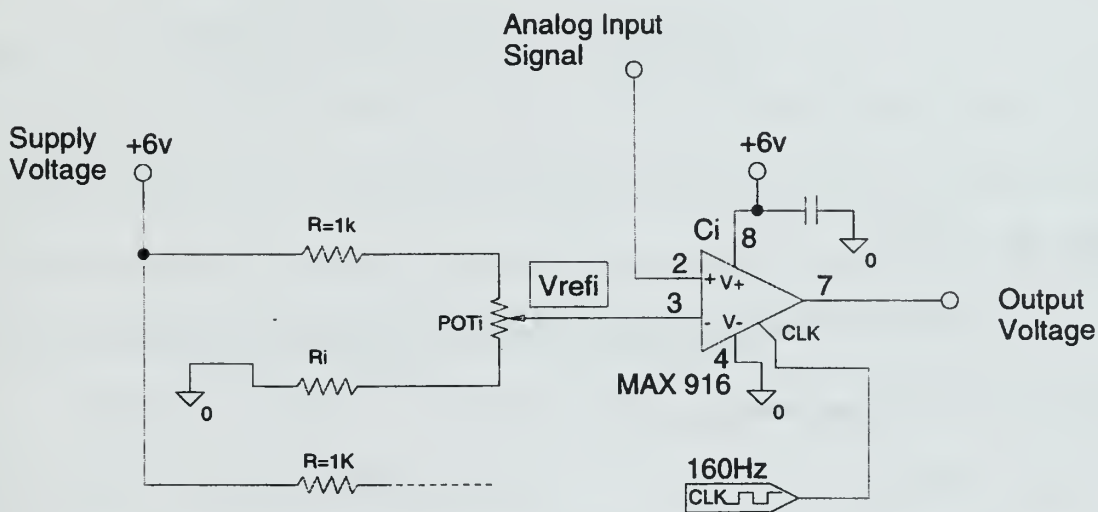 Analog Input
Signal
Supply
Voltage
+6v
+6v
R=1k
Ci
8
0
2
+
V+
Vrefi
7
3
POTi
-
V-
CLK
Output
Voltage
Ri
4
0
MAX 916
0
R=1K
160Hz
CLK